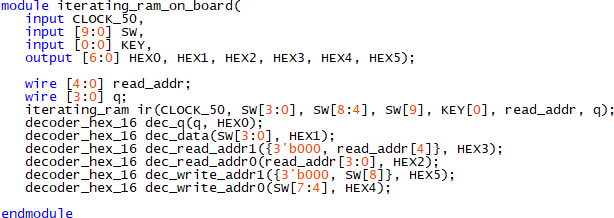 module iterating_ram_on_board(
input CLOCK_50,
input [9:0] SW,
input [0:0] KEY,
output [6:0] HEX0, HEX1, HEX2, HEX3, HEX4, HEX5);
wire [4:0] read_addr;
wire [3:0] q;
iterating_ram ir(CLOCK_50, SW[3:0], SW[8:4], SW[9], KEY[0], read_addr, q);
decoder_hex_16 dec_q(q, HEX0);
decoder_hex_16 dec_data(SW[3:0], HEX1);
decoder_hex_16 dec_read_addr1({3'b000, read_addr[4]}, HEX3);
decoder_hex_16 dec_read_addr0(read_addr[3:0], HEX2);
decoder_hex_16 dec_write_addr1({3'b000, SW[8]}, HEX5);
decoder_hex_16 dec_write_addr0(SW[7:4], HEX4);
endmodule